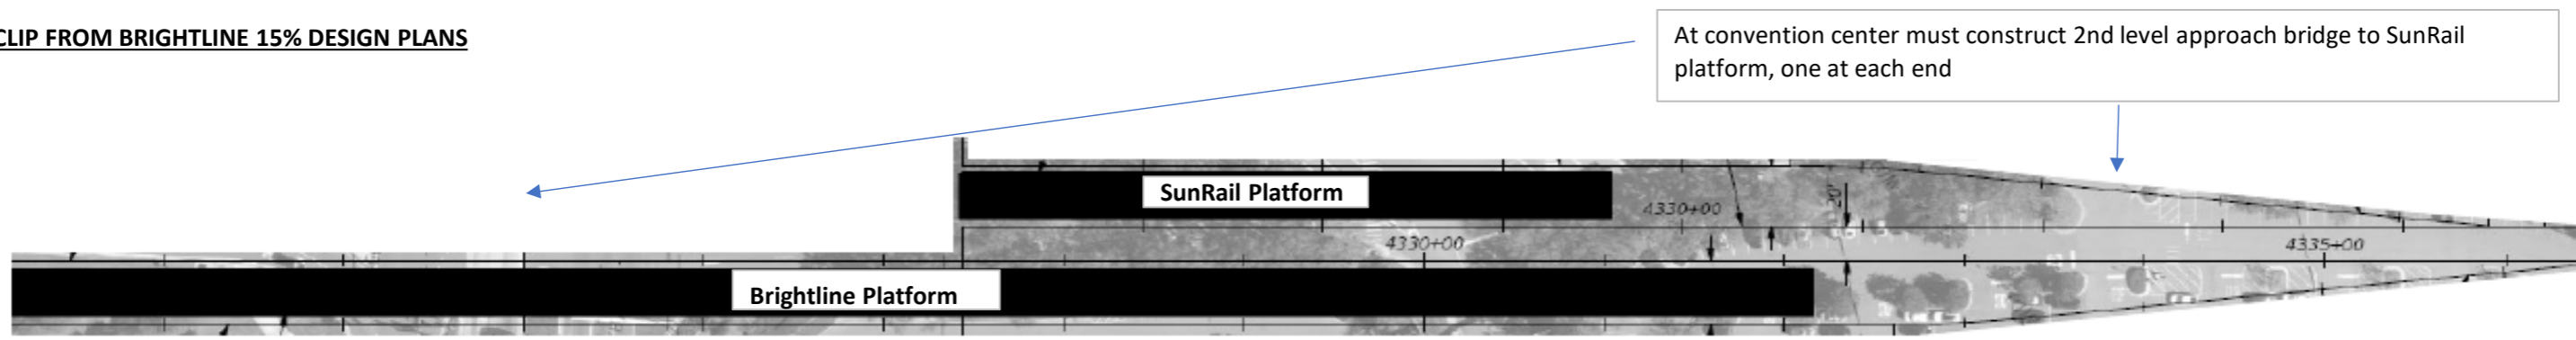 CLIP FROM BRIGHTLINE 15% DESIGN PLANS
At convention center must construct 2nd level approach bridge to SunRail
platform, one at each end
SunRail Platform
4330+00
20'
4330+00
4335+00
Brightline Platform